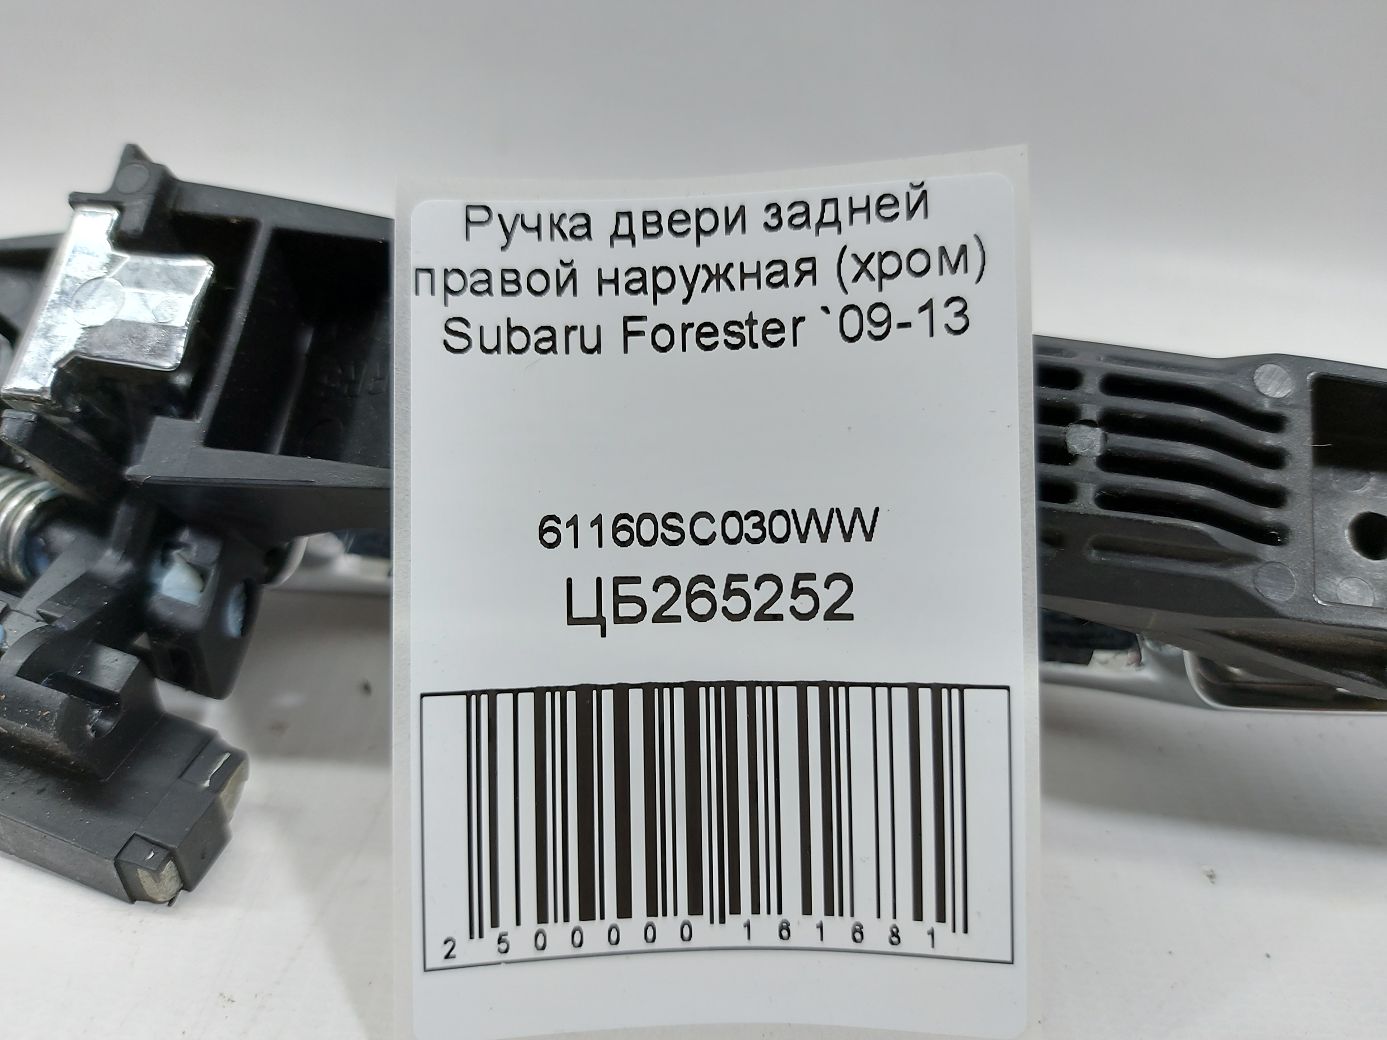 Ручка двери задней
правой наружная (хром)
Subaru Forester `09-13
61160SC030WW
ЦБ265252
2 500000 161681